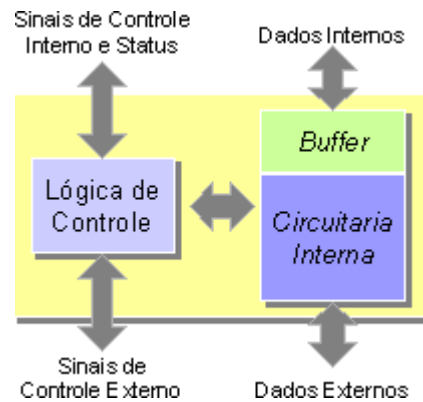 Sinais de Controle
Interno e Status
Dados Internos
Buffer
Lógica de
Controle
Circuitaria
Interna
Sinais de
Controle Externo
Dados Externos